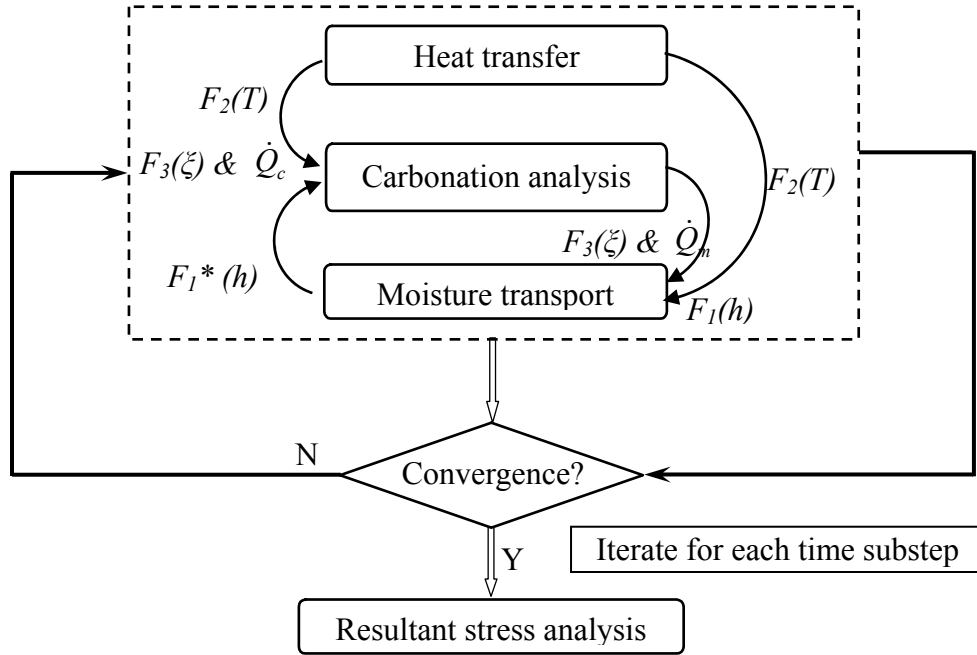 Heat transfer
F₂(T)
F₃(ξ) & Q̇c
Carbonation analysis
F₂(T)
F₃(ξ) & Q̇m
F₁* (h)
Moisture transport
F₁(h)
N
Convergence?
Y
Iterate for each time substep
Resultant stress analysis